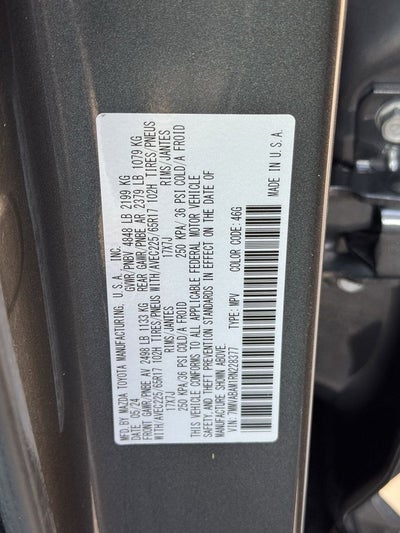 MFD BY MAZDA TOYOTA MANUFACTURING, U.S.A. INC.
DATE 05/24 GVWR/PNBV 4848 LB 2199 KG
FRONT GAWR/PNBE AV 2498 LB 1133 KG REAR GAWR/PNBE AR 2379 LB 1079 KG
WITH/AVEC225/65R17 102H TIRES/PNEUS WITH/AVEC225/65R17 102H TIRES/PNEUS
17X7J RIMS/JANTES 17X7J RIMS/JANTES
250 KPA/36 PSI COLD/A FROID 250 KPA/36 PSI COLD/A FROID
THIS VEHICLE CONFORMS TO ALL APPLICABLE FEDERAL MOTOR VEHICLE
SAFETY AND THEFT PREVENTION STANDARDS IN EFFECT ON THE DATE OF
MANUFACTURE SHOWN ABOVE.
VIN: 7MMVABAM1RN228377 TYPE: MPV COLOR CODE:46G
MADE IN U.S.A.